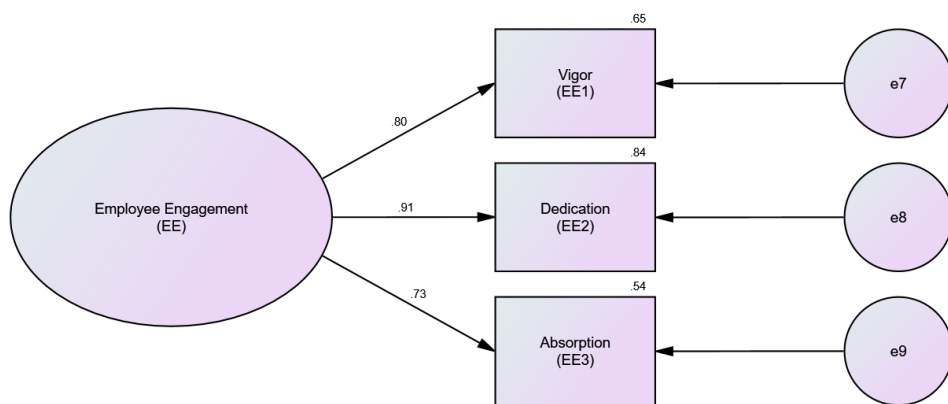 .65
Vigor
(EE1)
e7
.80
.84
Employee Engagement
(EE)
.91
Dedication
(EE2)
e8
.73
.54
Absorption
(EE3)
e9